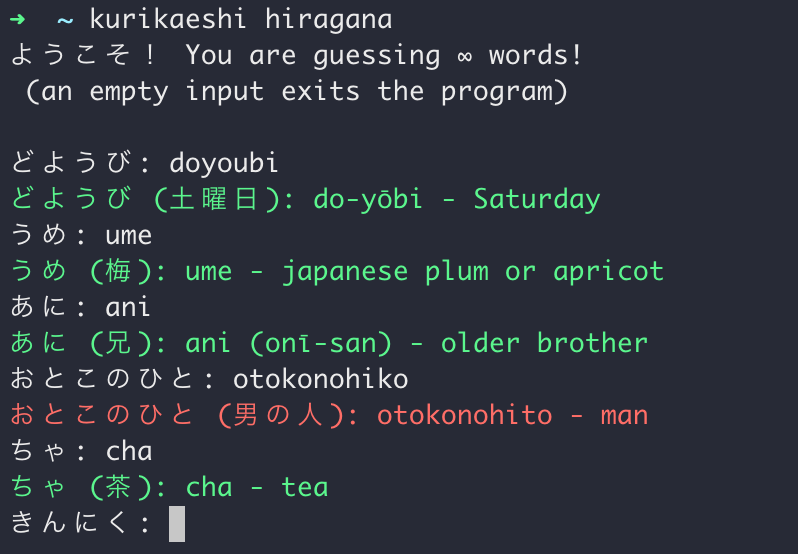 ➜  ~ kurikaeshi hiragana
ようこそ！ You are guessing ∞ words!
(an empty input exits the program)
どようび: doyoubi
どようび (土曜日): do-yōbi - Saturday
うめ: ume
うめ (梅): ume - japanese plum or apricot
あに: ani
あに (兄): ani (onī-san) - older brother
おとこのひと: otokonohiko
おとこのひと (男の人): otokonohito - man
ちゃ: cha
ちゃ (茶): cha - tea
きんにく: